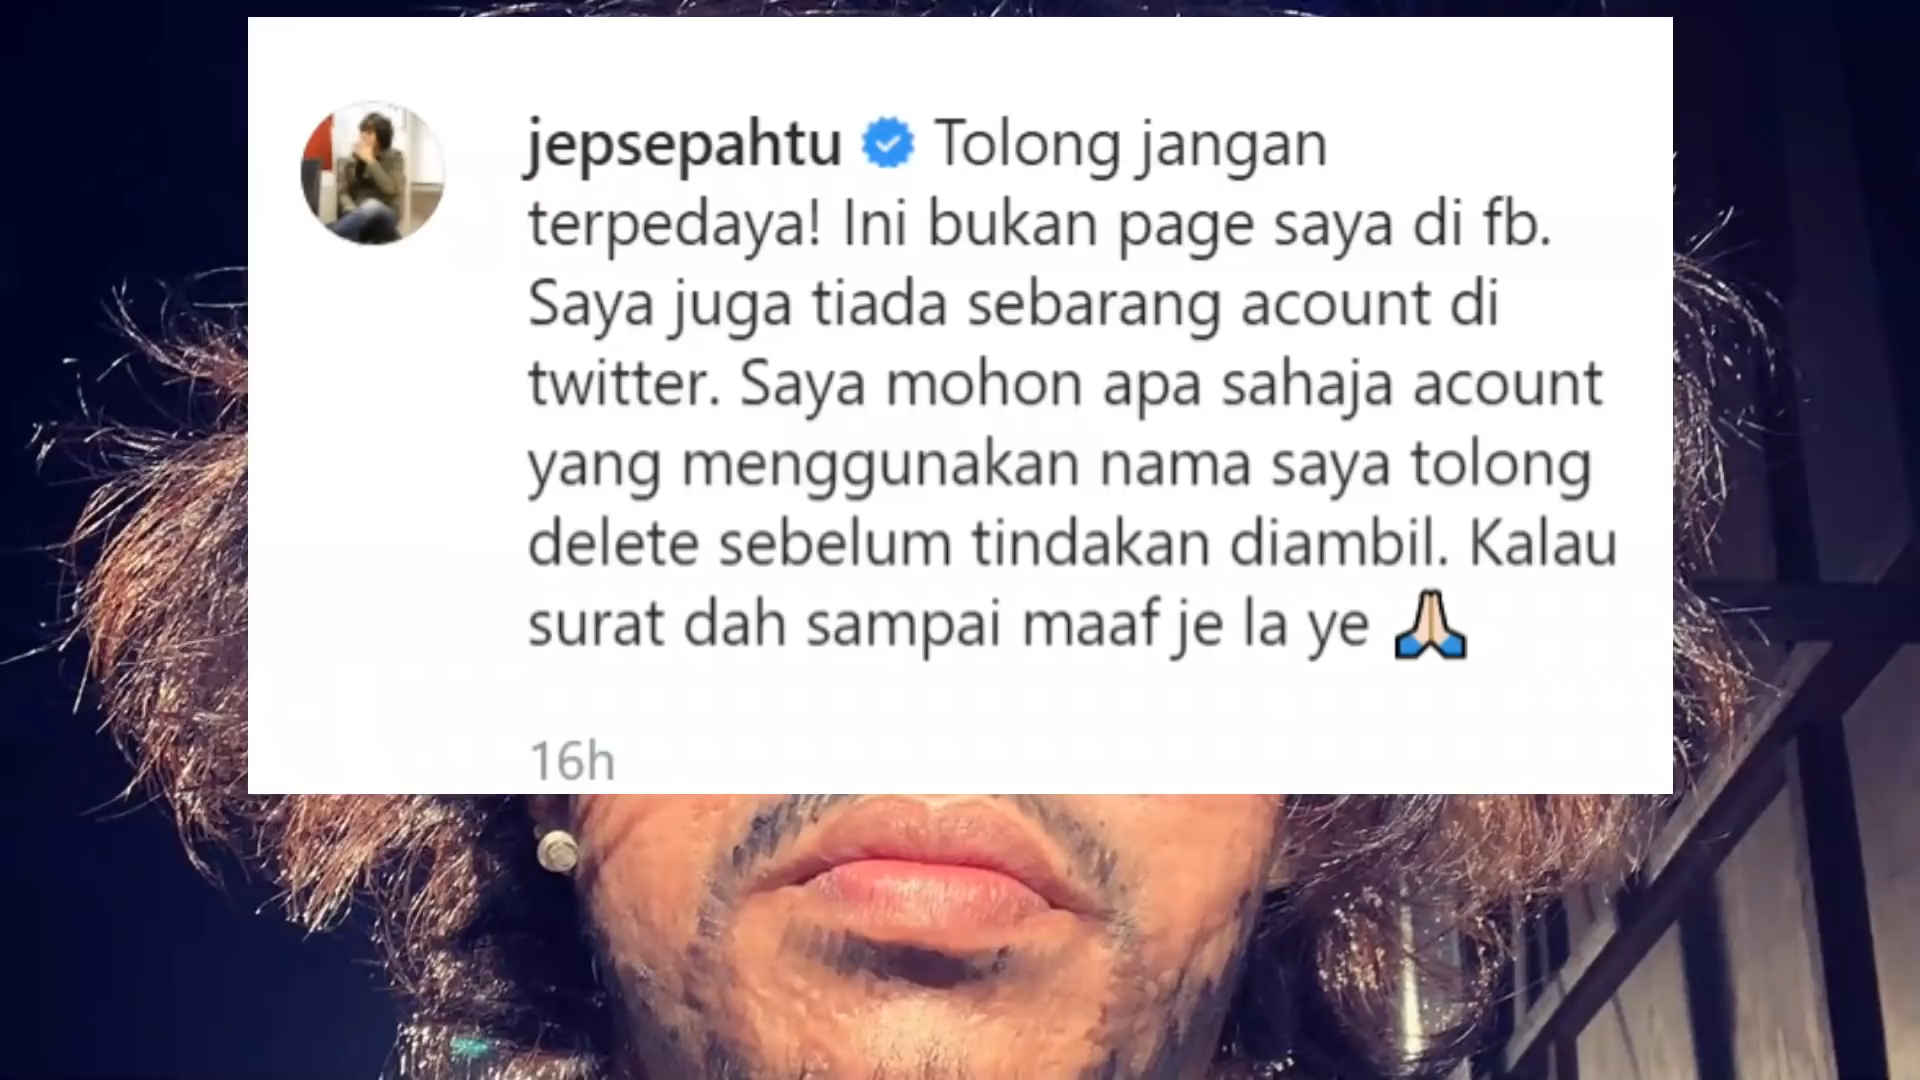 jepsepahtu Tolong jangan
terpedaya! Ini bukan page saya di fb.
Saya juga tiada sebarang acount di
twitter. Saya mohon apa sahaja acount
yang menggunakan nama saya tolong
delete sebelum tindakan diambil. Kalau
surat dah sampai maaf je la ye 🙏🏻
16h